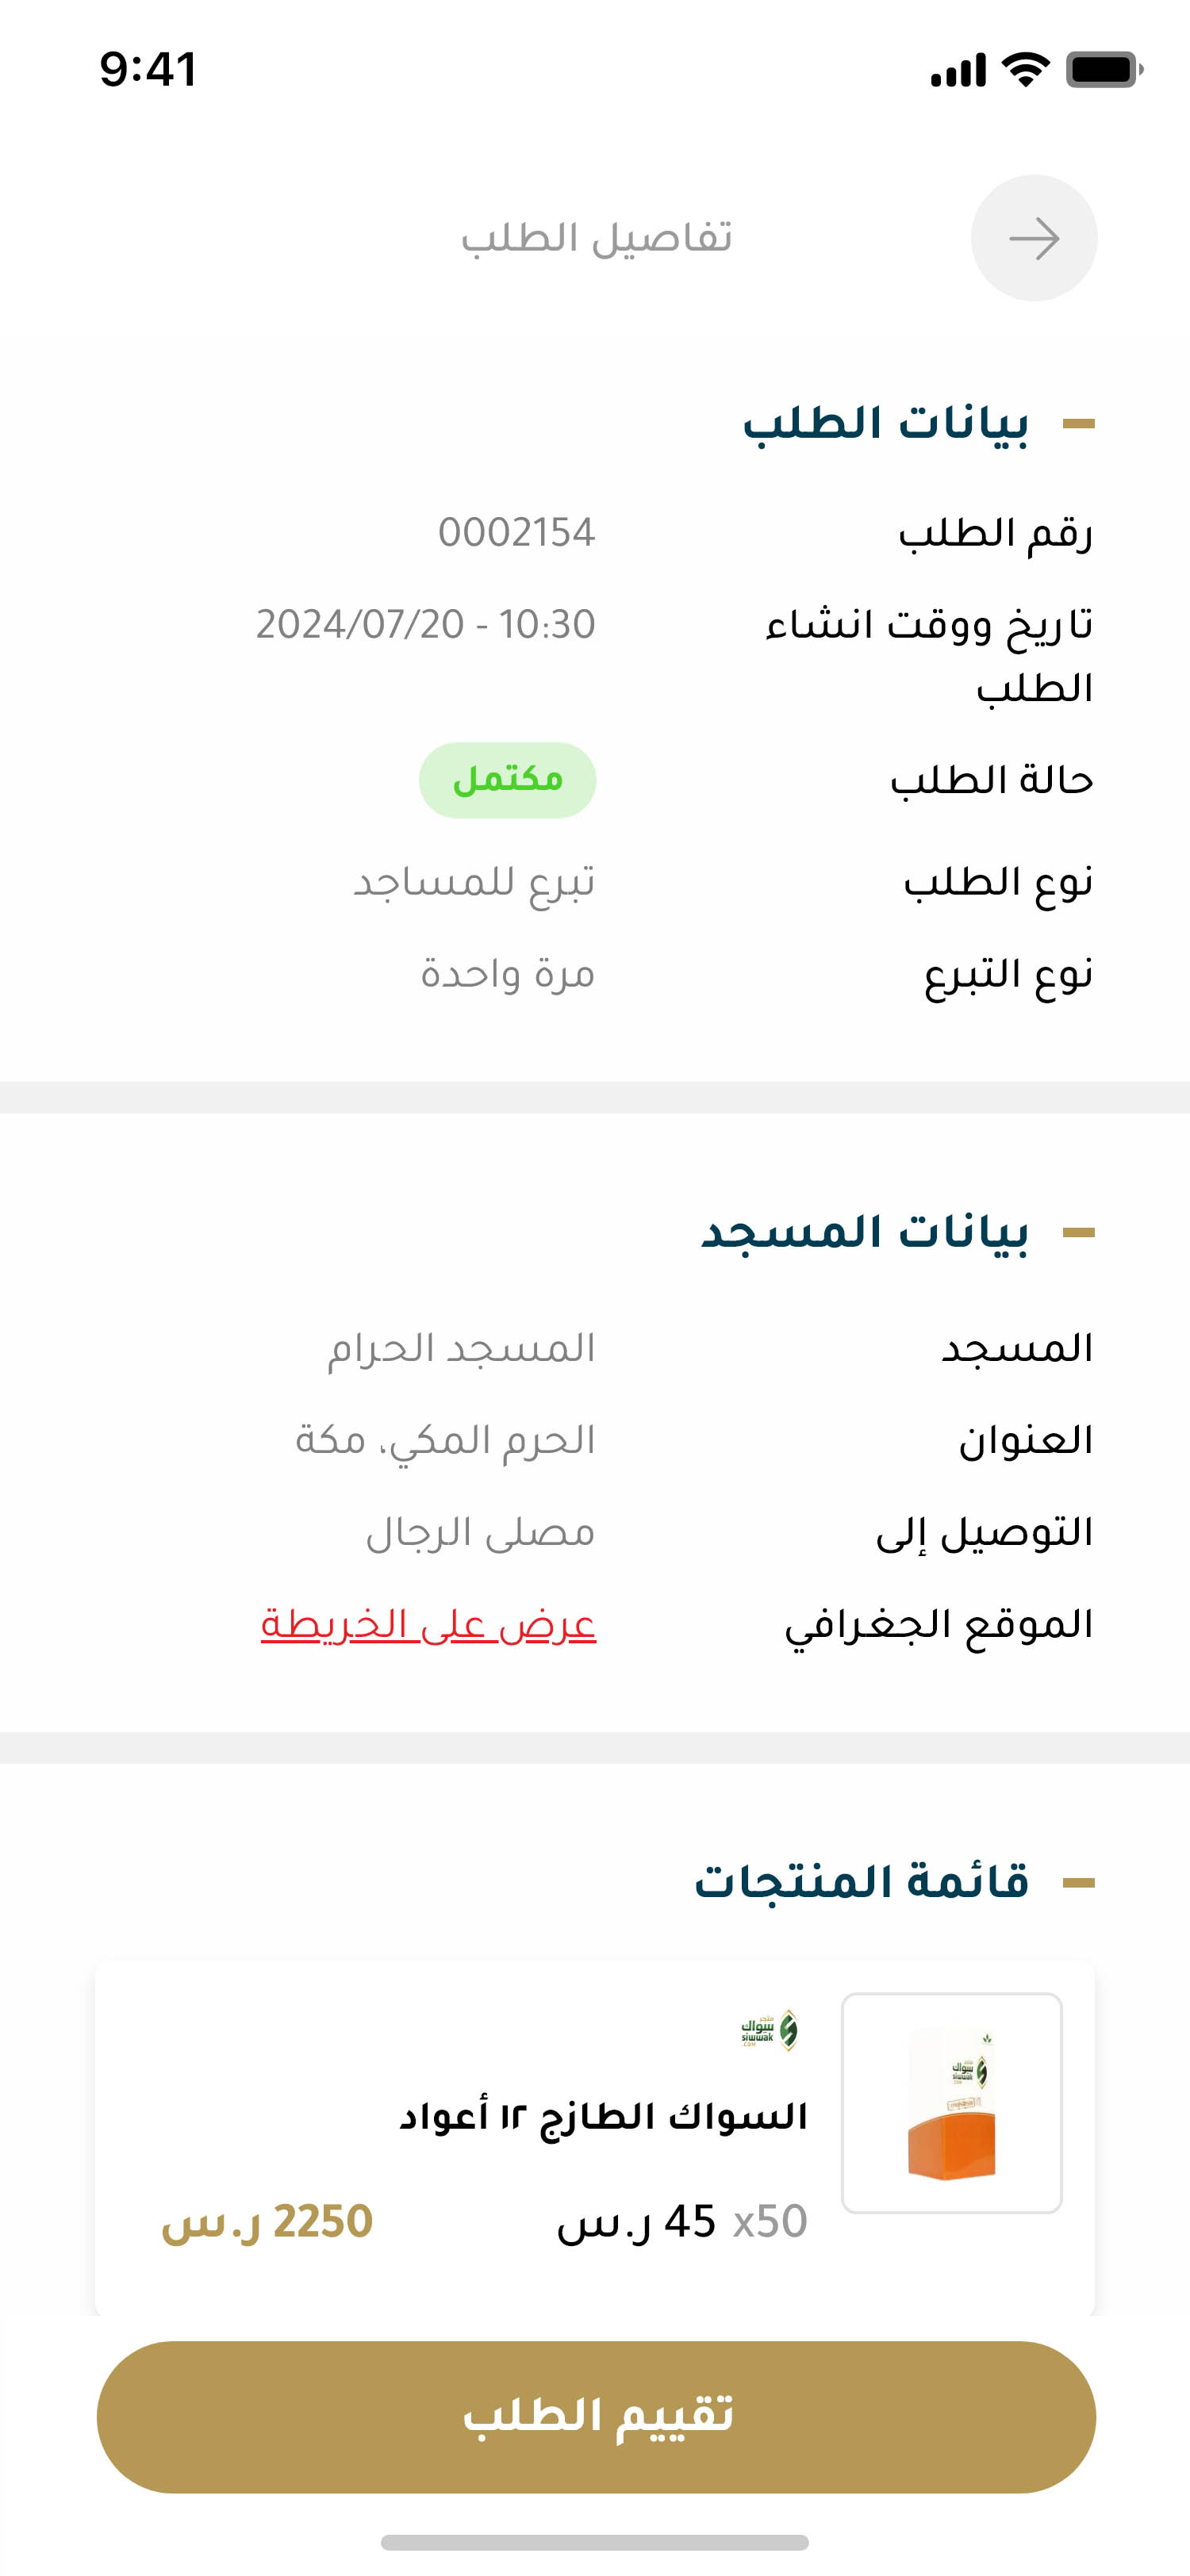 9:41
تفاصيل الطلب
بيانات الطلب
رقم الطلب 0002154
تاريخ ووقت انشاء الطلب 2024/07/20 - 10:30
حالة الطلب مكتمل
نوع الطلب تبرع للمساجد
نوع التبرع مرة واحدة
بيانات المسجد
المسجد المسجد الحرام
العنوان الحرم المكي، مكة
التوصيل إلى مصلى الرجال
الموقع الجغرافي عرض على الخريطة
قائمة المنتجات
متجر
سواك
siwwak
.COM
السواك الطازج ١٢ أعواد
x50 45 ر.س 2250 ر.س
تقييم الطلب